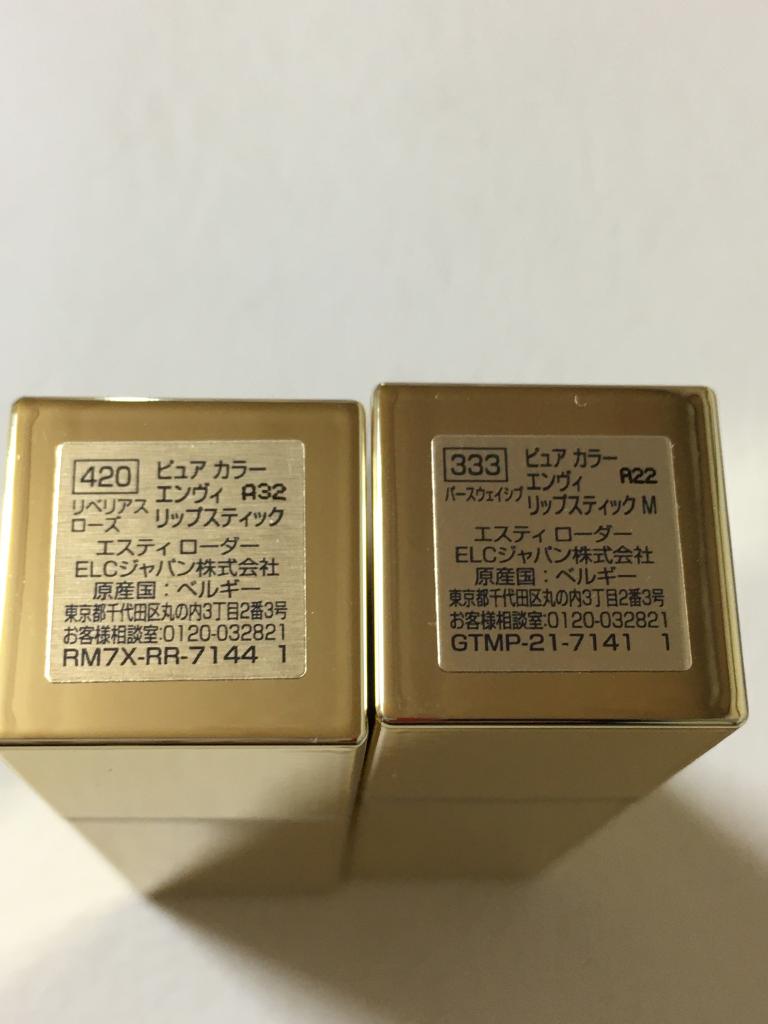 420 ピュア カラー
エンヴィ A32
リベリアス
ローズ リップスティック
エスティ ローダー
ELCジャパン株式会社
原産国：ベルギー
東京都千代田区丸の内3丁目2番3号
お客様相談室:0120-032821
RM7X-RR-7144 1
333 ピュア カラー
エンヴィ A22
パースウェイシブ リップスティック M
エスティ ローダー
ELCジャパン株式会社
原産国：ベルギー
東京都千代田区丸の内3丁目2番3号
お客様相談室:0120-032821
GTMP-21-7141 1